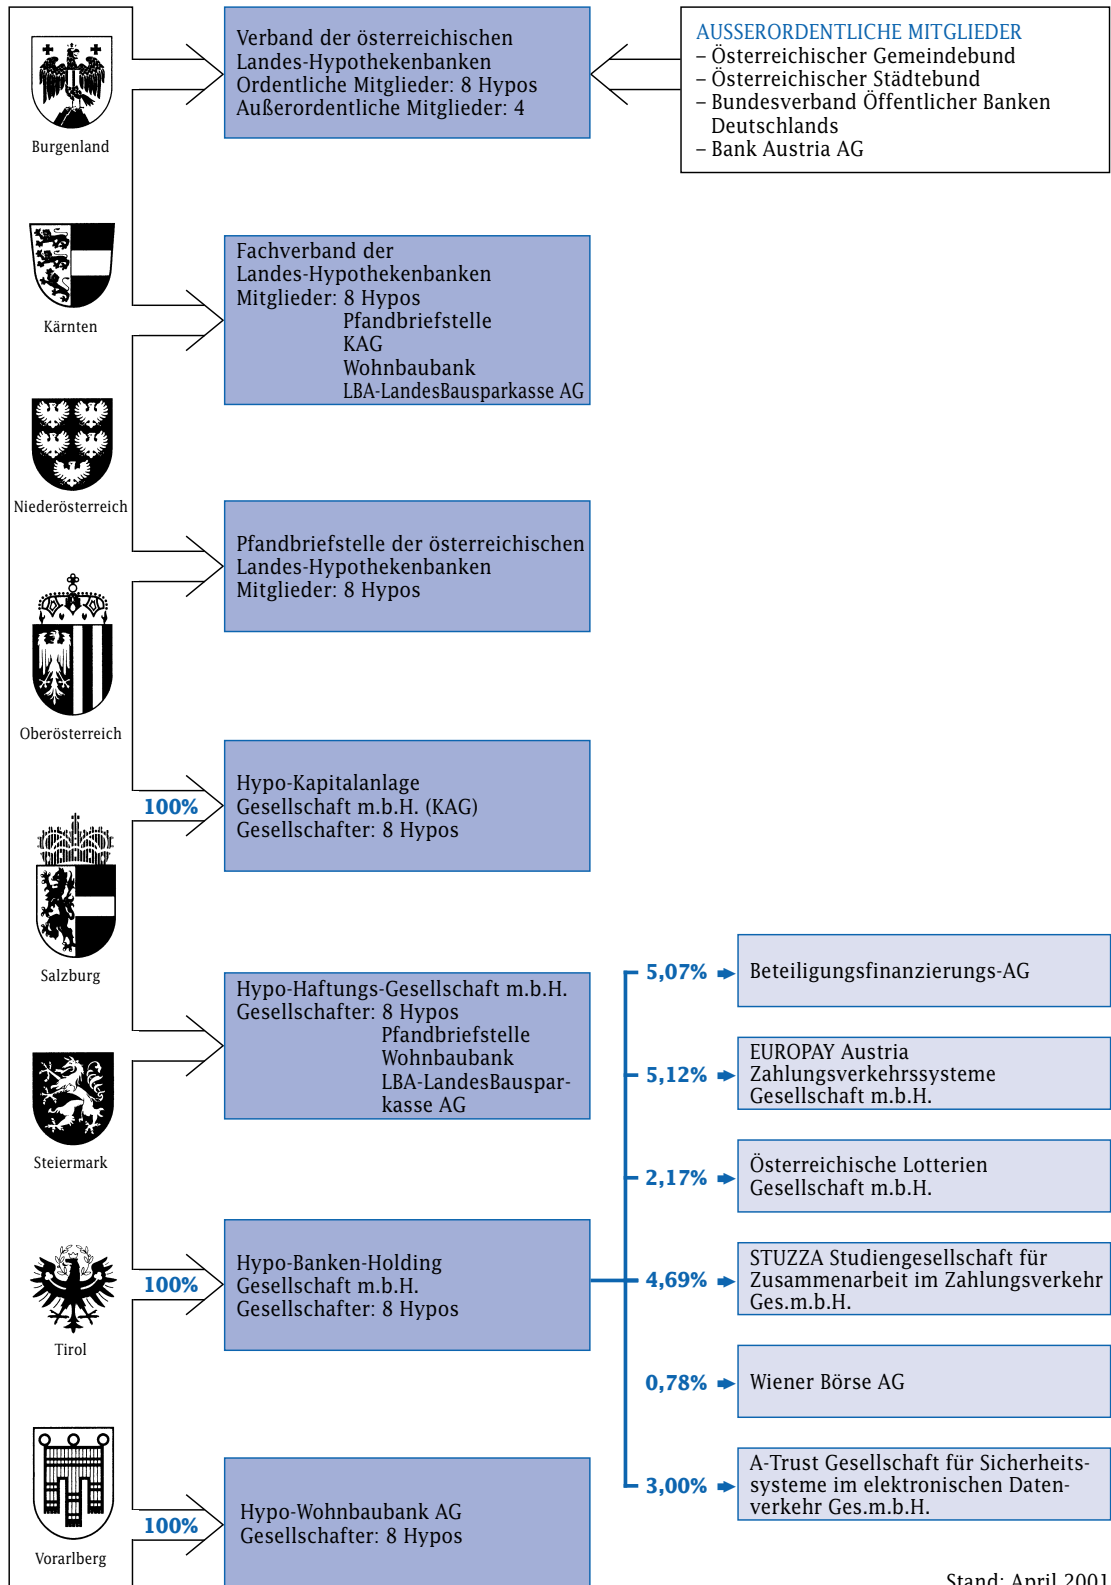 Burgenland
Kärnten
Niederösterreich
Oberösterreich
Salzburg
Steiermark
Tirol
Vorarlberg
Verband der österreichischen
Landes-Hypothekenbanken
Ordentliche Mitglieder: 8 Hypos
Außerordentliche Mitglieder: 4
AUSSERORDENTLICHE MITGLIEDER
– Österreichischer Gemeindebund
– Österreichischer Städtebund
– Bundesverband Öffentlicher Banken
Deutschlands
– Bank Austria AG
Fachverband der
Landes-Hypothekenbanken
Mitglieder: 8 Hypos
Pfandbriefstelle
KAG
Wohnbaubank
LBA-LandesBausparkasse AG
Pfandbriefstelle der österreichischen
Landes-Hypothekenbanken
Mitglieder: 8 Hypos
100%
Hypo-Kapitalanlage
Gesellschaft m.b.H. (KAG)
Gesellschafter: 8 Hypos
Hypo-Haftungs-Gesellschaft m.b.H.
Gesellschafter: 8 Hypos
Pfandbriefstelle
Wohnbaubank
LBA-LandesBauspar-
kasse AG
100%
Hypo-Banken-Holding
Gesellschaft m.b.H.
Gesellschafter: 8 Hypos
5,07%
Beteiligungsfinanzierungs-AG
5,12%
EUROPAY Austria
Zahlungsverkehrssysteme
Gesellschaft m.b.H.
2,17%
Österreichische Lotterien
Gesellschaft m.b.H.
4,69%
STUZZA Studiengesellschaft für
Zusammenarbeit im Zahlungsverkehr
Ges.m.b.H.
0,78%
Wiener Börse AG
3,00%
A-Trust Gesellschaft für Sicherheits-
systeme im elektronischen Daten-
verkehr Ges.m.b.H.
100%
Hypo-Wohnbaubank AG
Gesellschafter: 8 Hypos
Stand: April 2001